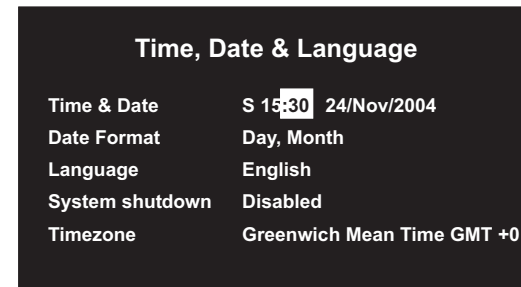 Time, Date & Language
Time & Date S 15:30 24/Nov/2004
Date Format Day, Month
Language English
System shutdown Disabled
Timezone Greenwich Mean Time GMT +0